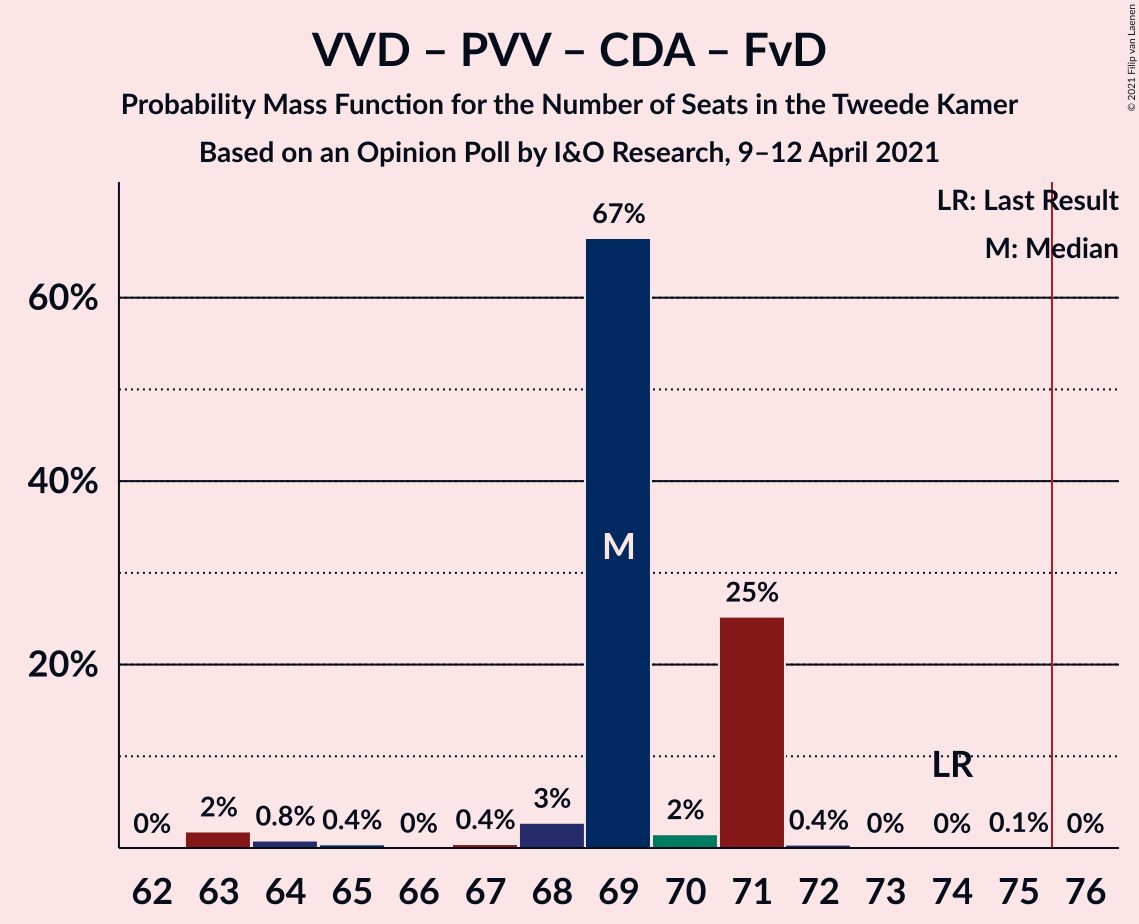 VVD – PVV – CDA – FvD
Probability Mass Function for the Number of Seats in the Tweede Kamer
Based on an Opinion Poll by I&O Research, 9–12 April 2021
© 2021 Filip van Laenen
LR: Last Result
M: Median
67%
60%
40%
M
25%
20%
LR
0% 2% 0.8% 0.4% 0% 0.4% 3% 2% 0.4% 0% 0% 0.1% 0%
62 63 64 65 66 67 68 69 70 71 72 73 74 75 76